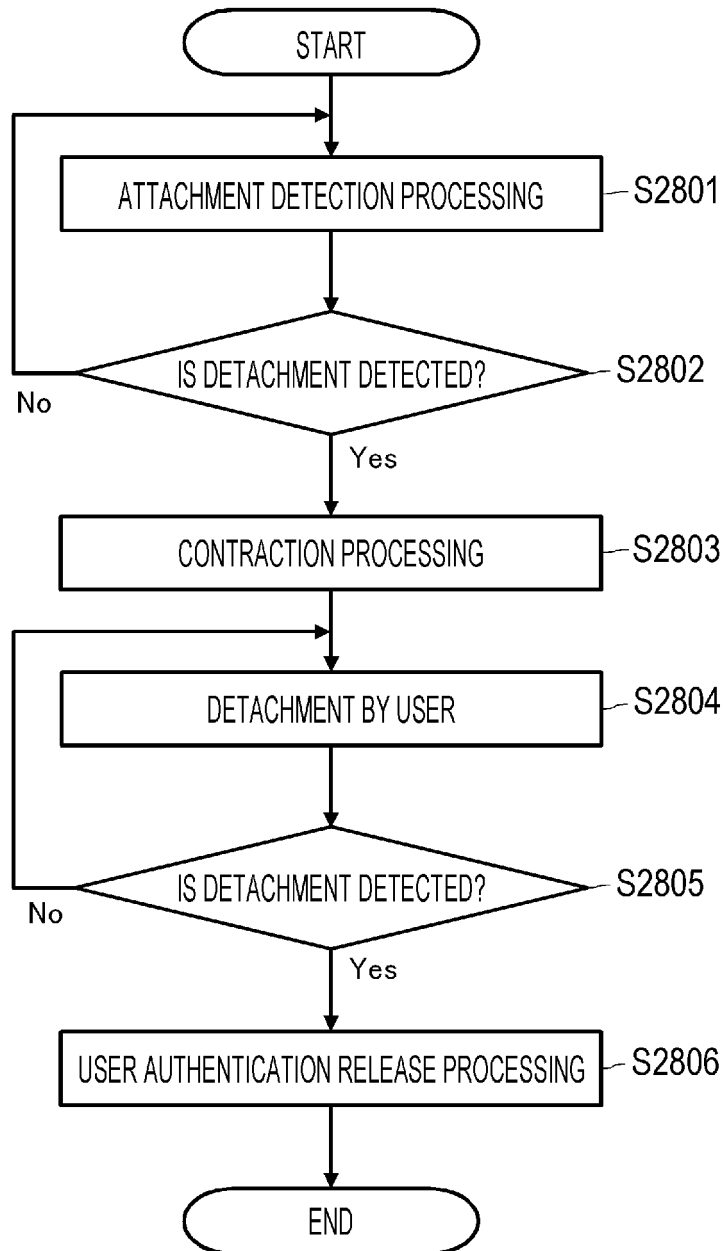 START
ATTACHMENT DETECTION PROCESSING
S2801
IS DETACHMENT DETECTED?
S2802
No
Yes
CONTRACTION PROCESSING
S2803
DETACHMENT BY USER
S2804
IS DETACHMENT DETECTED?
S2805
No
Yes
USER AUTHENTICATION RELEASE PROCESSING
S2806
END